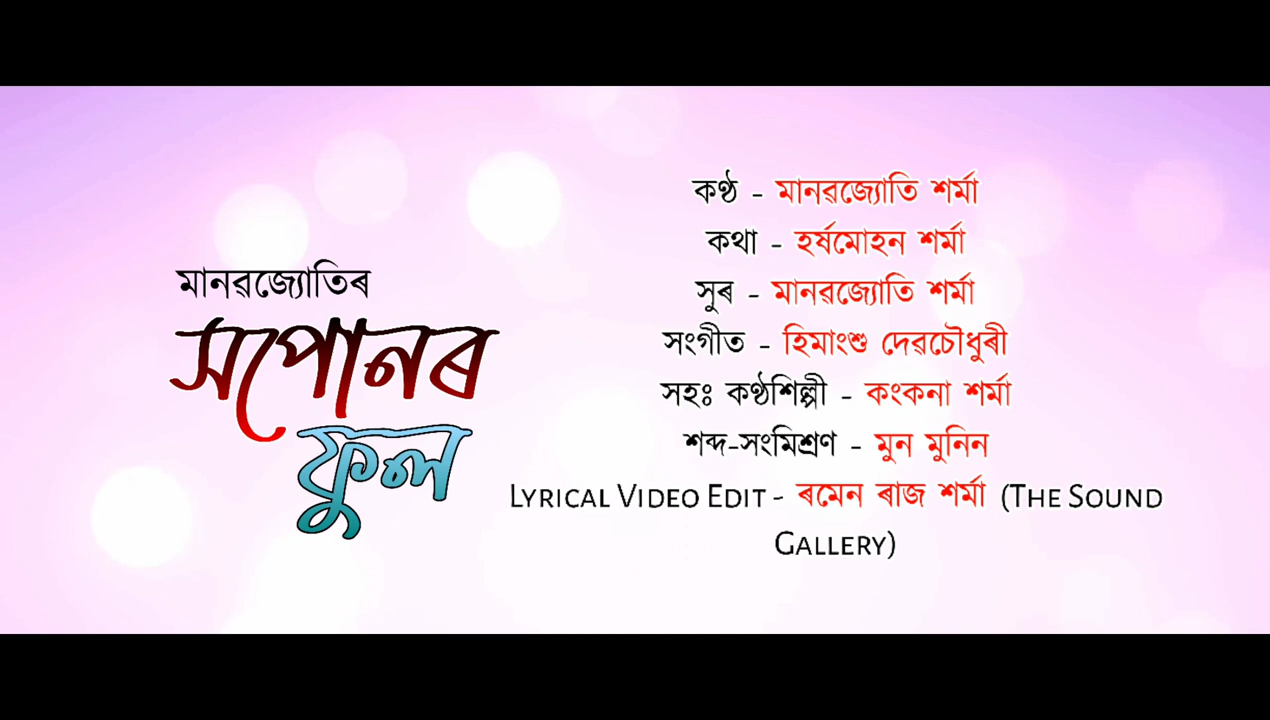 মানৱজ্যোতিৰ
সপোনৰ
ফুল
কণ্ঠ - মানৱজ্যোতি শৰ্মা
কথা - হৰ্ষমোহন শৰ্মা
সুৰ - মানৱজ্যোতি শৰ্মা
সংগীত - হিমাংশু দেৱচৌধুৰী
সহঃ কণ্ঠশিল্পী - কংকনা শৰ্মা
শব্দ-সংমিশ্ৰণ - মুন মুনিন
Lyrical Video Edit - ৰমেন ৰাজ শৰ্মা (The Sound
Gallery)